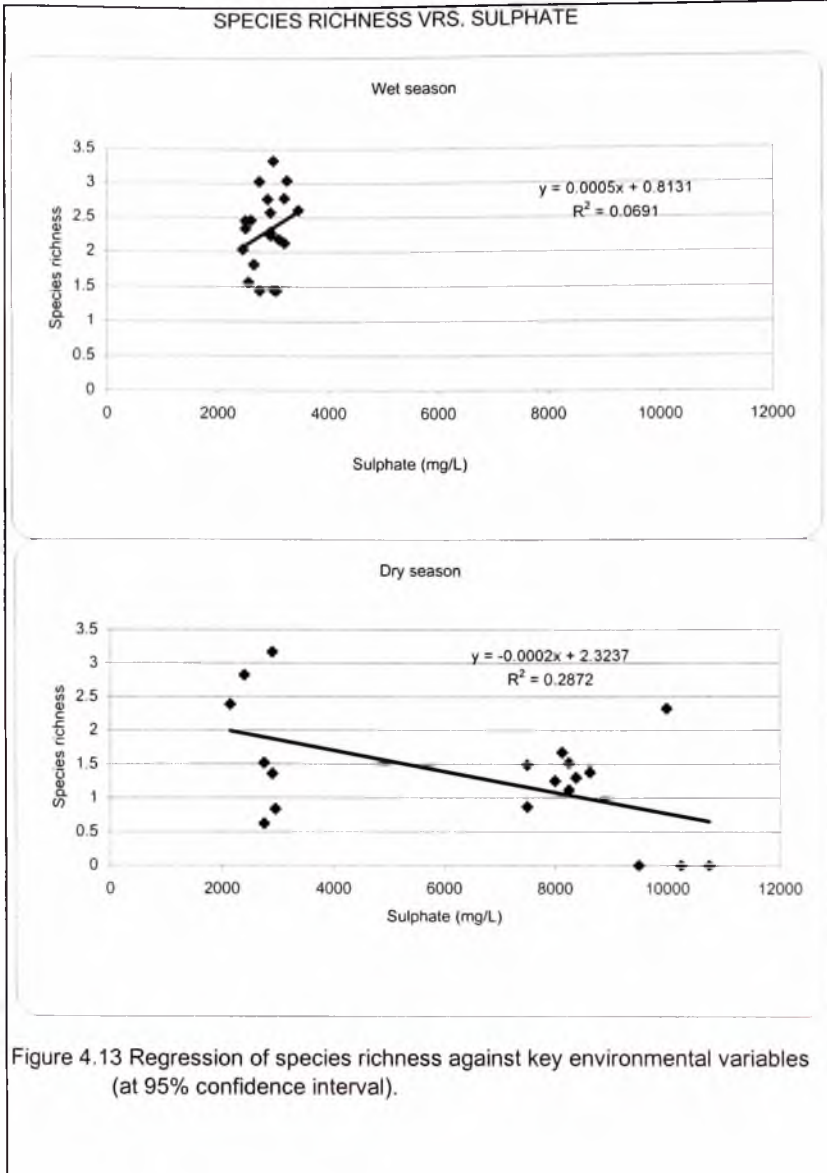 SPECIES RICHNESS VRS. SULPHATE
Wet season
3.5
3
2.5
2
1.5
1
0.5
0
Species richness
y = 0.0005x + 0.8131
R² = 0.0691
0 2000 4000 6000 8000 10000 12000
Sulphate (mg/L)
Dry season
3.5
3
2.5
2
1.5
1
0.5
0
Species richness
y = -0.0002x + 2.3237
R² = 0.2872
0 2000 4000 6000 8000 10000 12000
Sulphate (mg/L)
Figure 4.13 Regression of species richness against key environmental variables
(at 95% confidence interval).